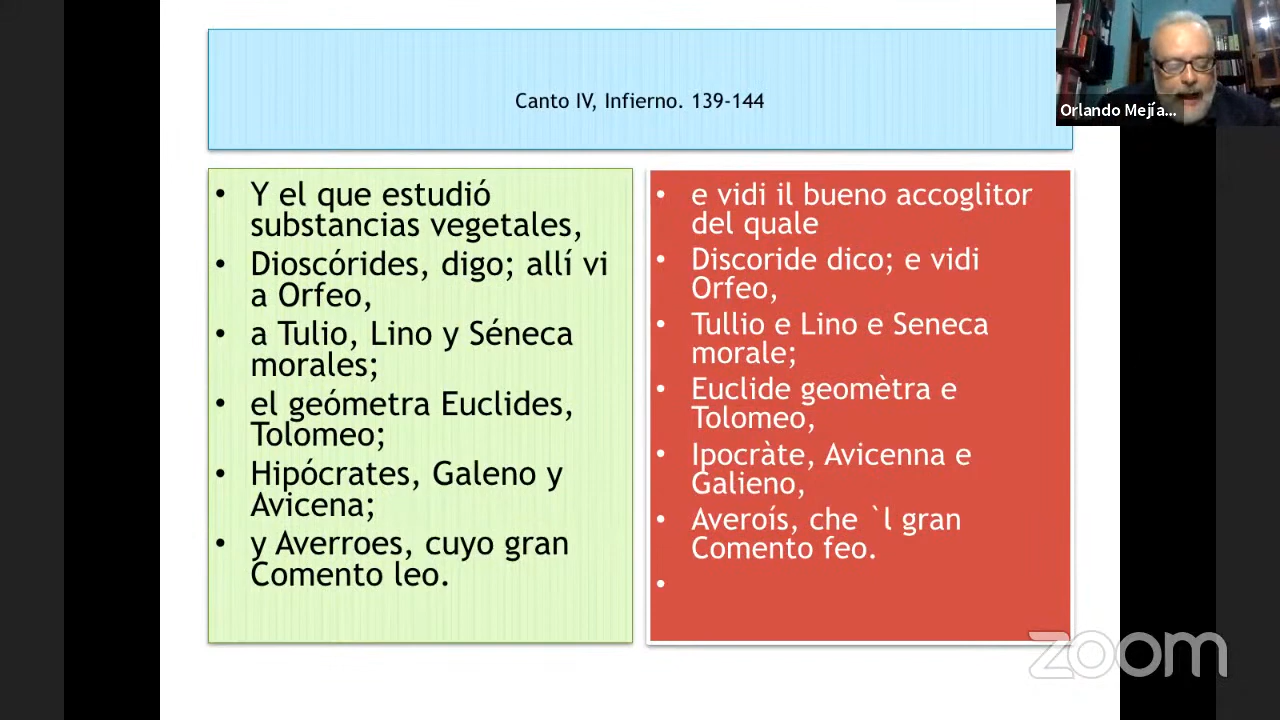 Canto IV, Infierno. 139-144
Orlando Mejía...
• Y el que estudió
substancias vegetales,
• Dioscórides, digo; allí vi
a Orfeo,
• a Tulio, Lino y Séneca
morales;
• el geómetra Euclides,
Tolomeo;
• Hipócrates, Galeno y
Avicena;
• y Averroes, cuyo gran
Comento leo.
• e vidi il bueno accoglitor
del quale
• Discoride dico; e vidi
Orfeo,
• Tullio e Lino e Seneca
morale;
• Euclide geomètra e
Tolomeo,
• Ipocràte, Avicenna e
Galieno,
• Averoís, che `l gran
Comento feo.
•
zoom